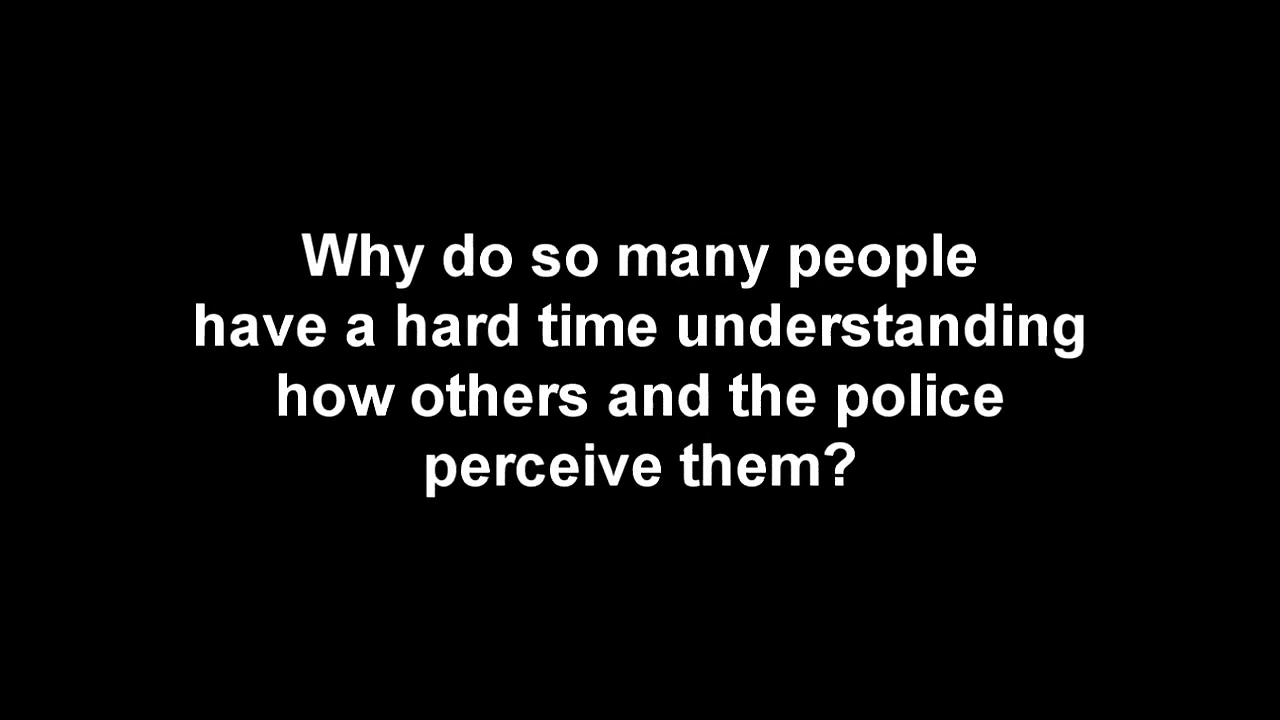 Why do so many people
have a hard time understanding
how others and the police
perceive them?